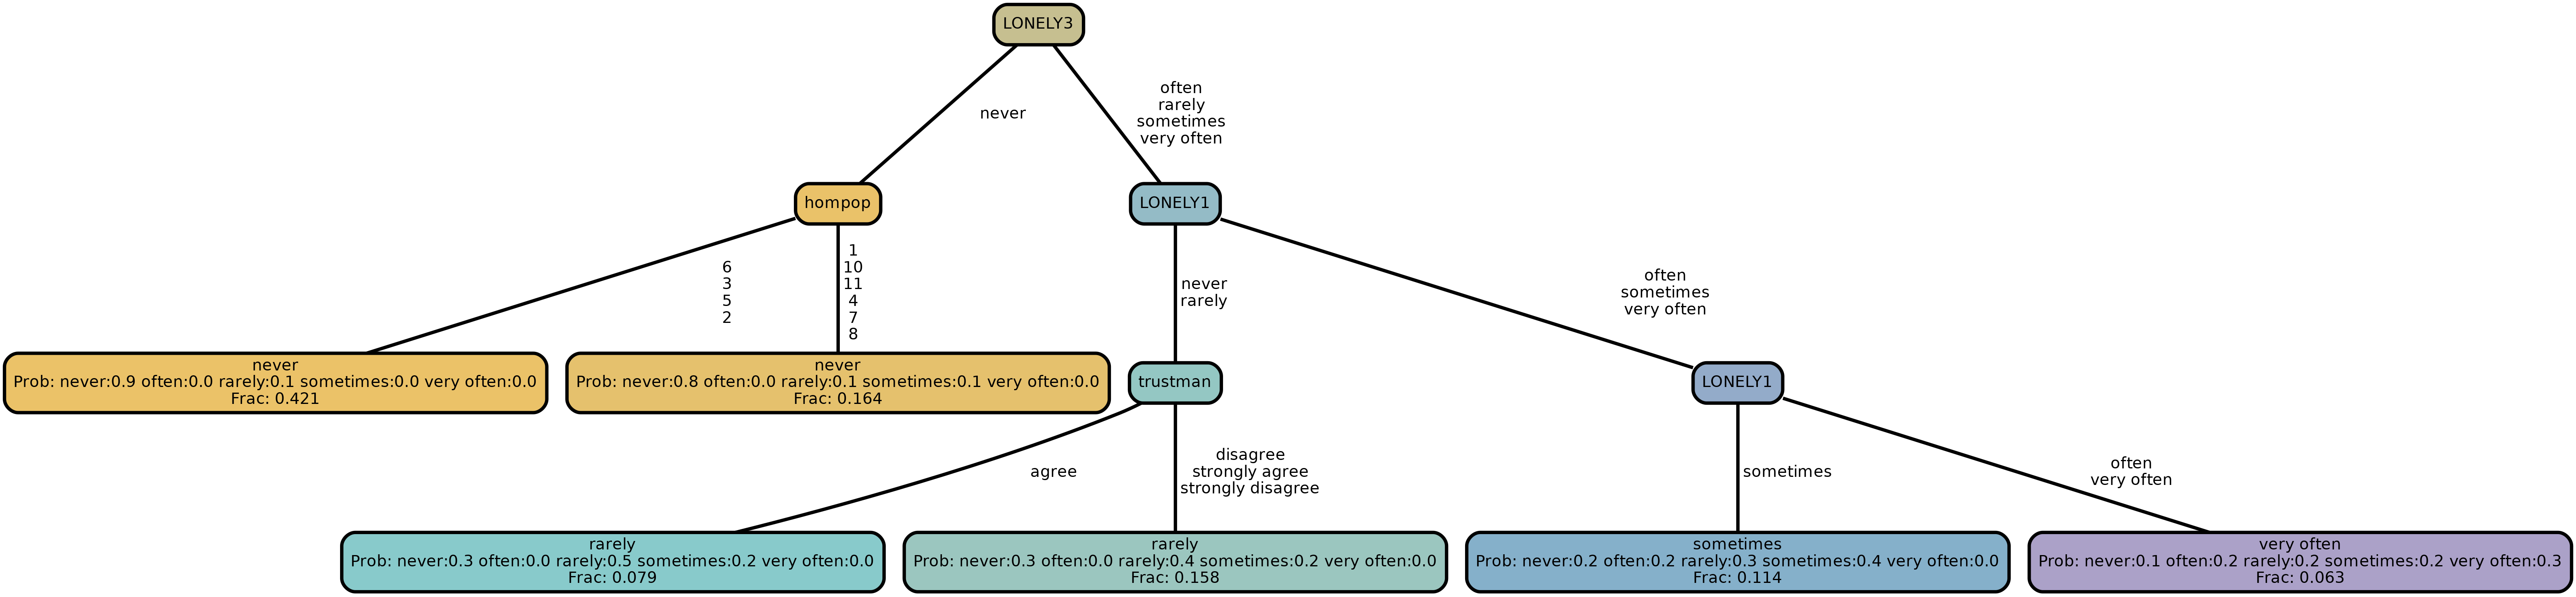 LONELY3
never
often
rarely
sometimes
very often
hompop
LONELY1
6
3
5
2
1
10
11
4
7
8
never
rarely
often
sometimes
very often
never
Prob: never:0.9 often:0.0 rarely:0.1 sometimes:0.0 very often:0.0
Frac: 0.421
never
Prob: never:0.8 often:0.0 rarely:0.1 sometimes:0.1 very often:0.0
Frac: 0.164
trustman
LONELY1
agree
disagree
strongly agree
strongly disagree
sometimes
often
very often
rarely
Prob: never:0.3 often:0.0 rarely:0.5 sometimes:0.2 very often:0.0
Frac: 0.079
rarely
Prob: never:0.3 often:0.0 rarely:0.4 sometimes:0.2 very often:0.0
Frac: 0.158
sometimes
Prob: never:0.2 often:0.2 rarely:0.3 sometimes:0.4 very often:0.0
Frac: 0.114
very often
Prob: never:0.1 often:0.2 rarely:0.2 sometimes:0.2 very often:0.3
Frac: 0.063